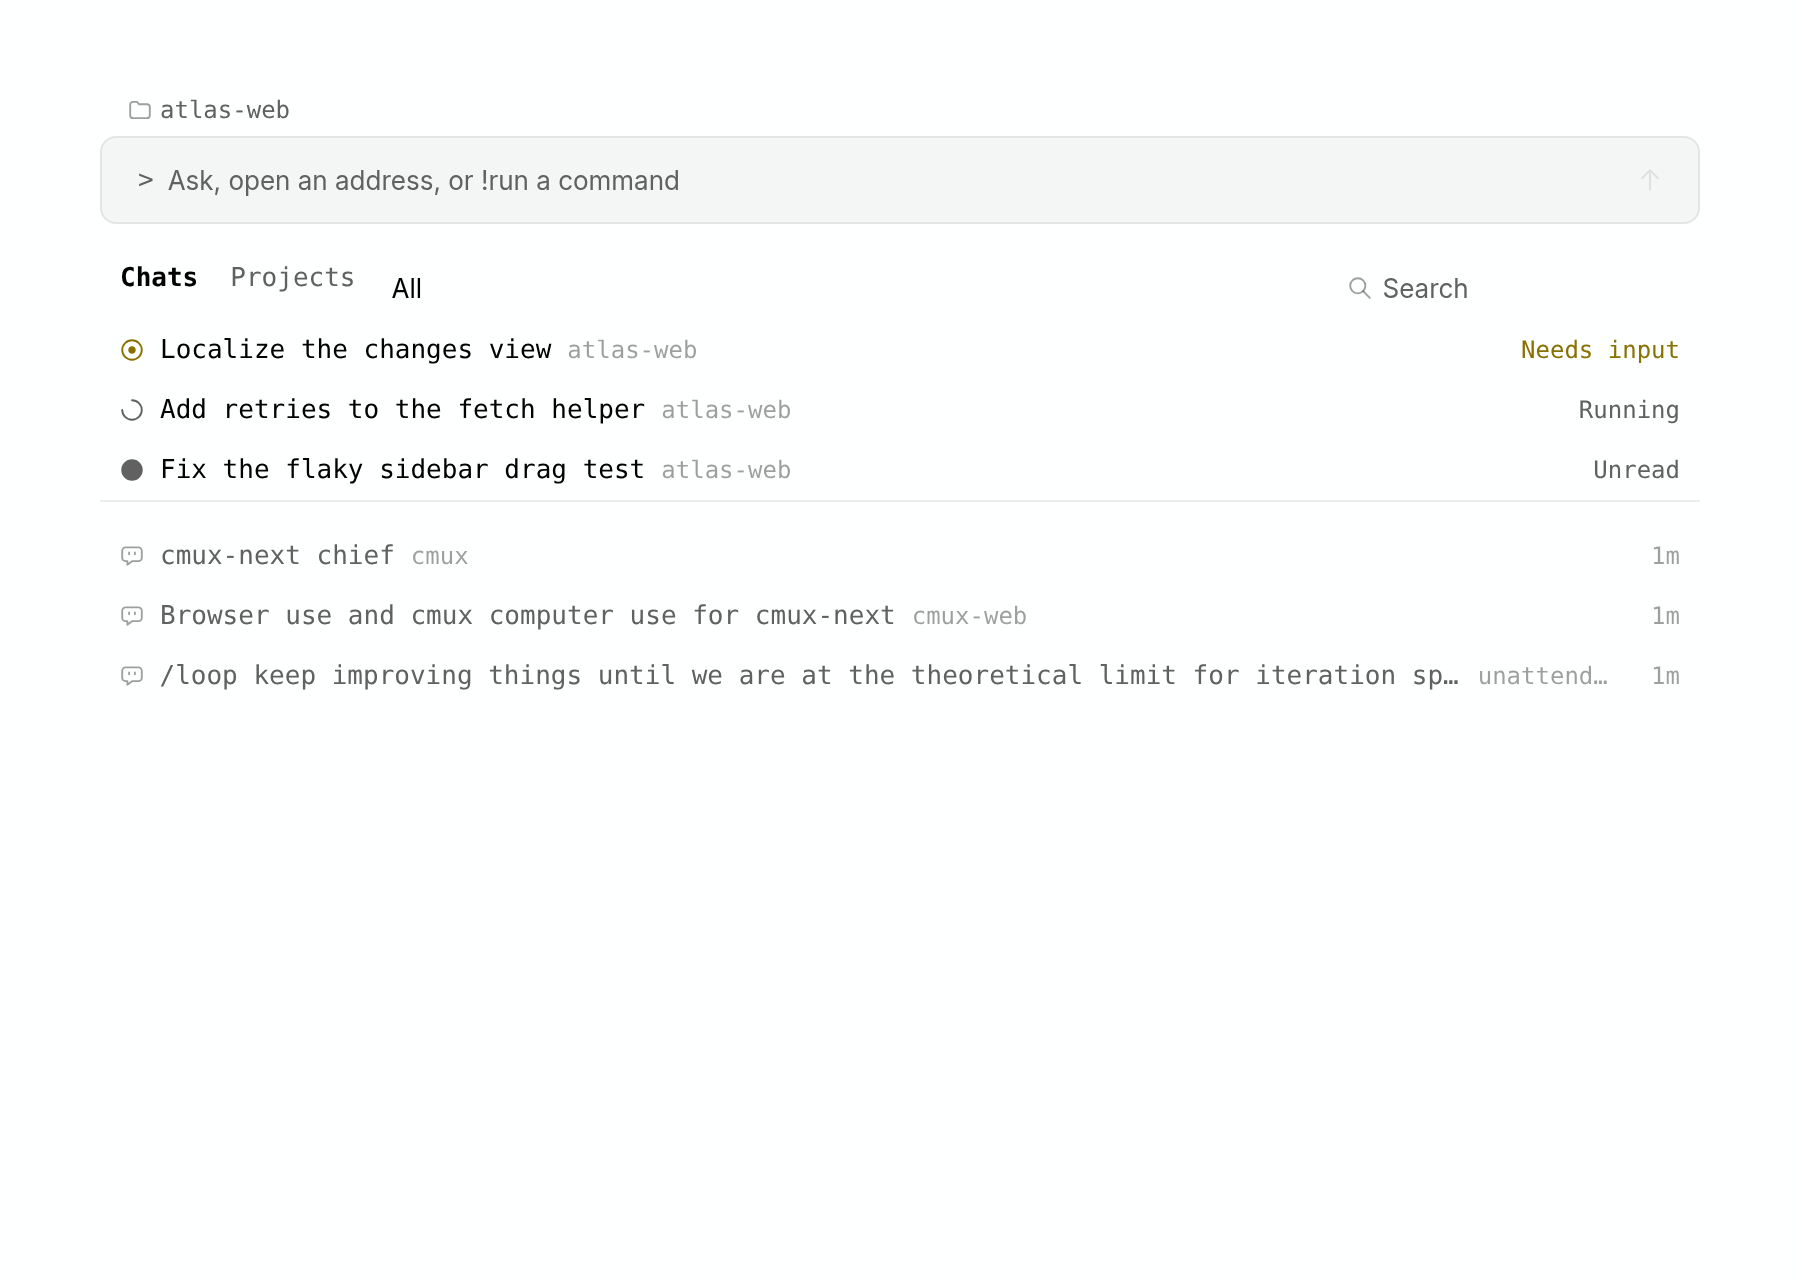 atlas-web
> Ask, open an address, or !run a command
Chats Projects All Search
Localize the changes view atlas-web Needs input
Add retries to the fetch helper atlas-web Running
Fix the flaky sidebar drag test atlas-web Unread
cmux-next chief cmux 1m
Browser use and cmux computer use for cmux-next cmux-web 1m
/loop keep improving things until we are at the theoretical limit for iteration sp… unattend… 1m